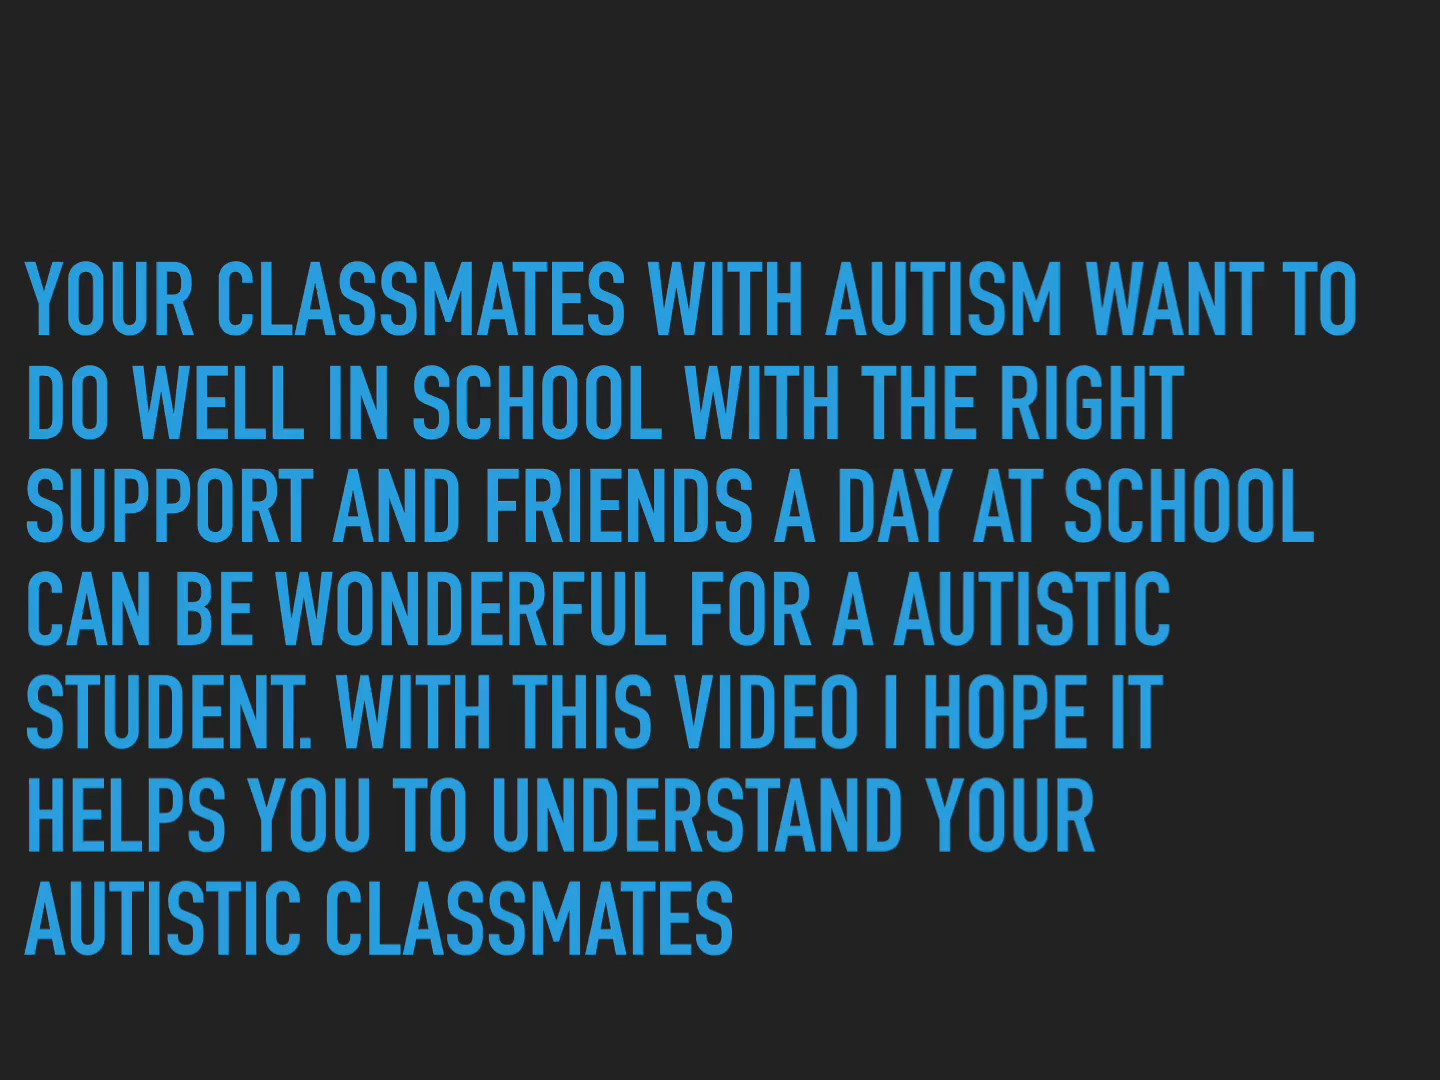 YOUR CLASSMATES WITH AUTISM WANT TO
DO WELL IN SCHOOL WITH THE RIGHT
SUPPORT AND FRIENDS A DAY AT SCHOOL
CAN BE WONDERFUL FOR A AUTISTIC
STUDENT. WITH THIS VIDEO I HOPE IT
HELPS YOU TO UNDERSTAND YOUR
AUTISTIC CLASSMATES